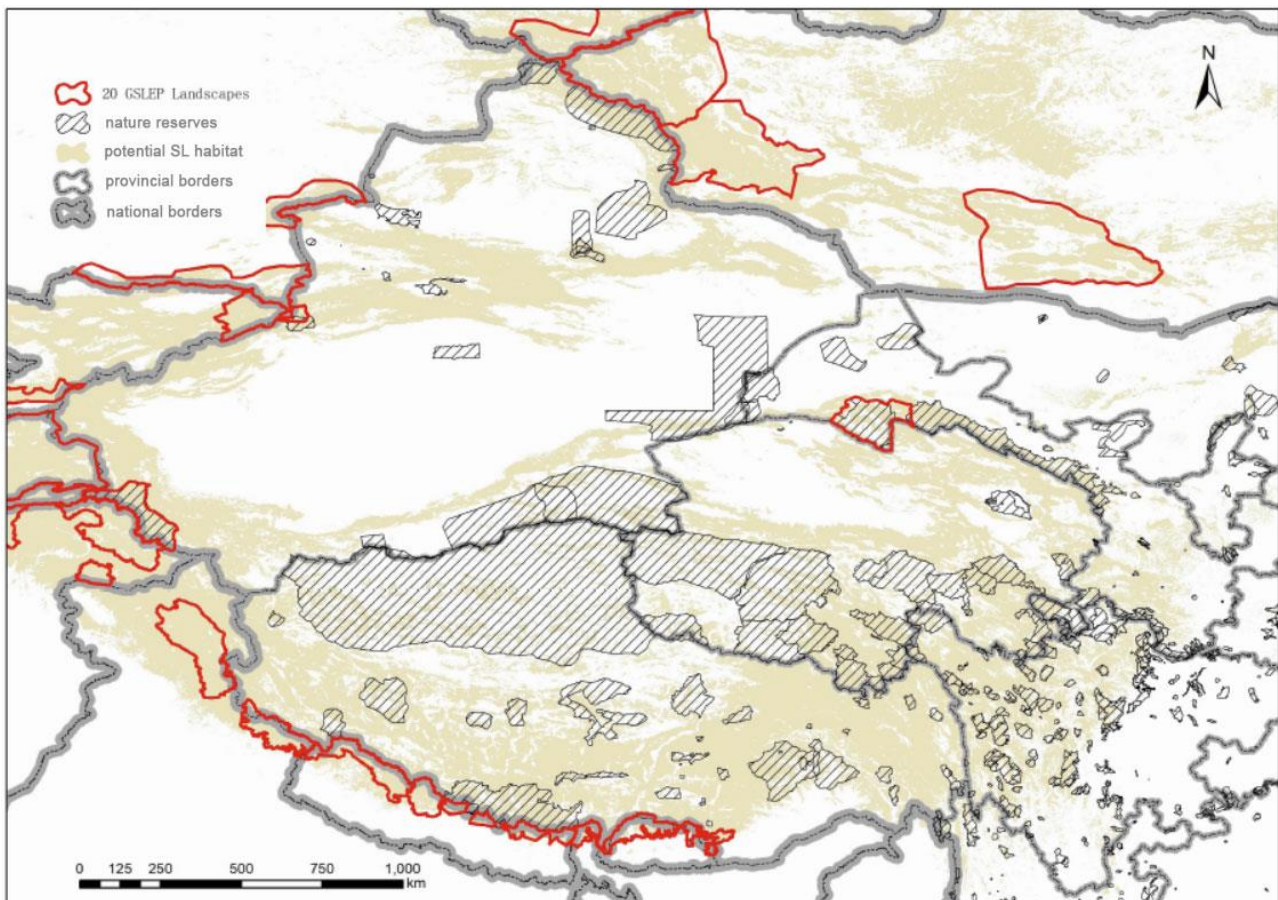 N
20 GSLEP Landscapes
nature reserves
potential SL habitat
provincial borders
national borders
0 125 250 500 750 1,000
km